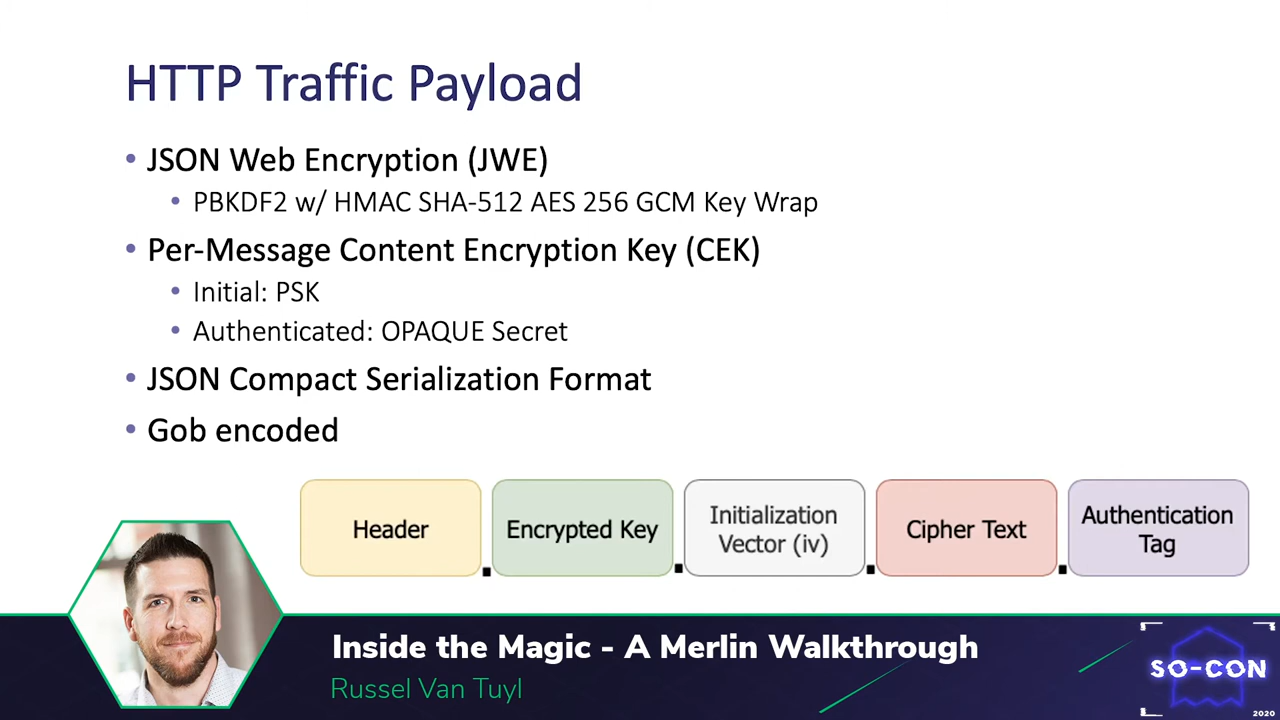 HTTP Traffic Payload
• JSON Web Encryption (JWE)
• PBKDF2 w/ HMAC SHA-512 AES 256 GCM Key Wrap
• Per-Message Content Encryption Key (CEK)
• Initial: PSK
• Authenticated: OPAQUE Secret
• JSON Compact Serialization Format
• Gob encoded
Header
.
Encrypted Key
.
Initialization
Vector (iv)
.
Cipher Text
.
Authentication
Tag
Inside the Magic - A Merlin Walkthrough
Russel Van Tuyl
SO-CON
2020